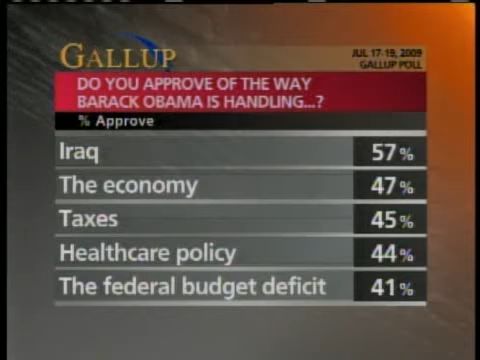 GALLUP
JUL 17-19, 2009
GALLUP POLL
DO YOU APPROVE OF THE WAY
BARACK OBAMA IS HANDLING...?
% Approve
Iraq 57%
The economy 47%
Taxes 45%
Healthcare policy 44%
The federal budget deficit 41%